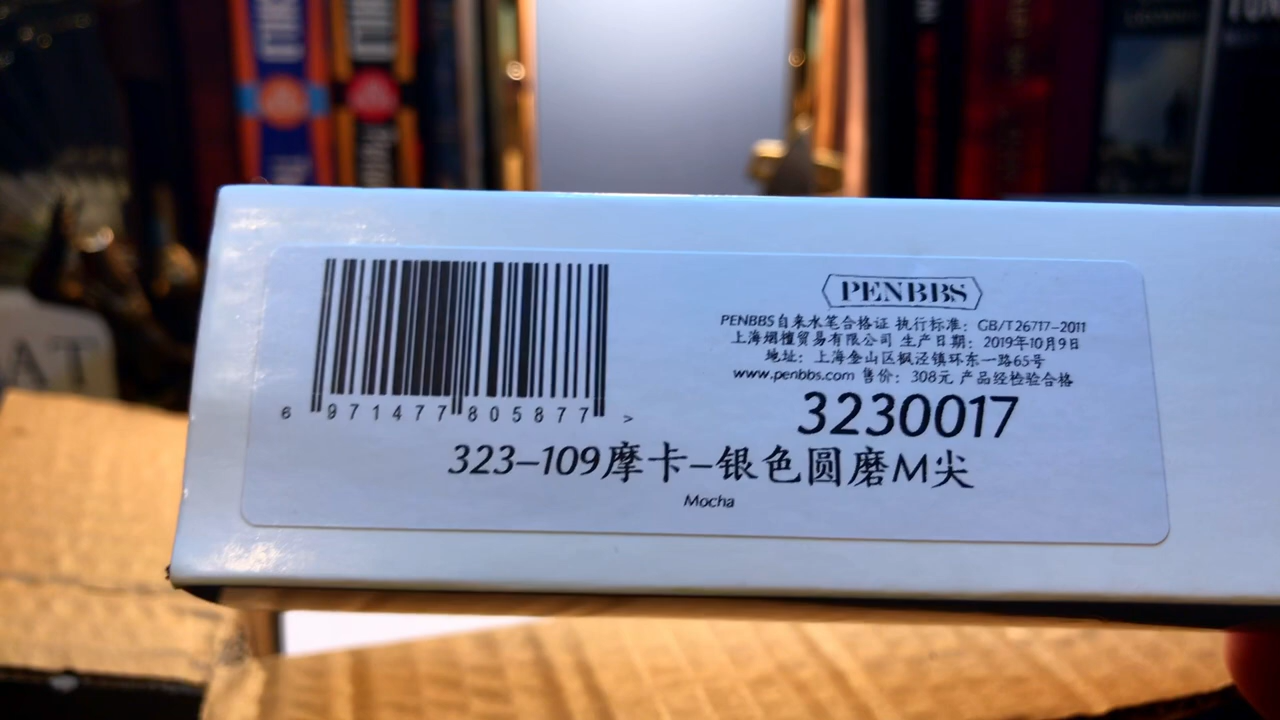 PENBBS
PENBBS自来水笔合格证 执行标准：GB/T26717-2011
上海烟檀贸易有限公司 生产日期：2019年10月9日
地址：上海金山区枫泾镇环东一路65号
www.penbbs.com 售价：308元 产品经检验合格
3230017
6 971477 805877 >
323-109摩卡-银色圆磨M尖
Mocha